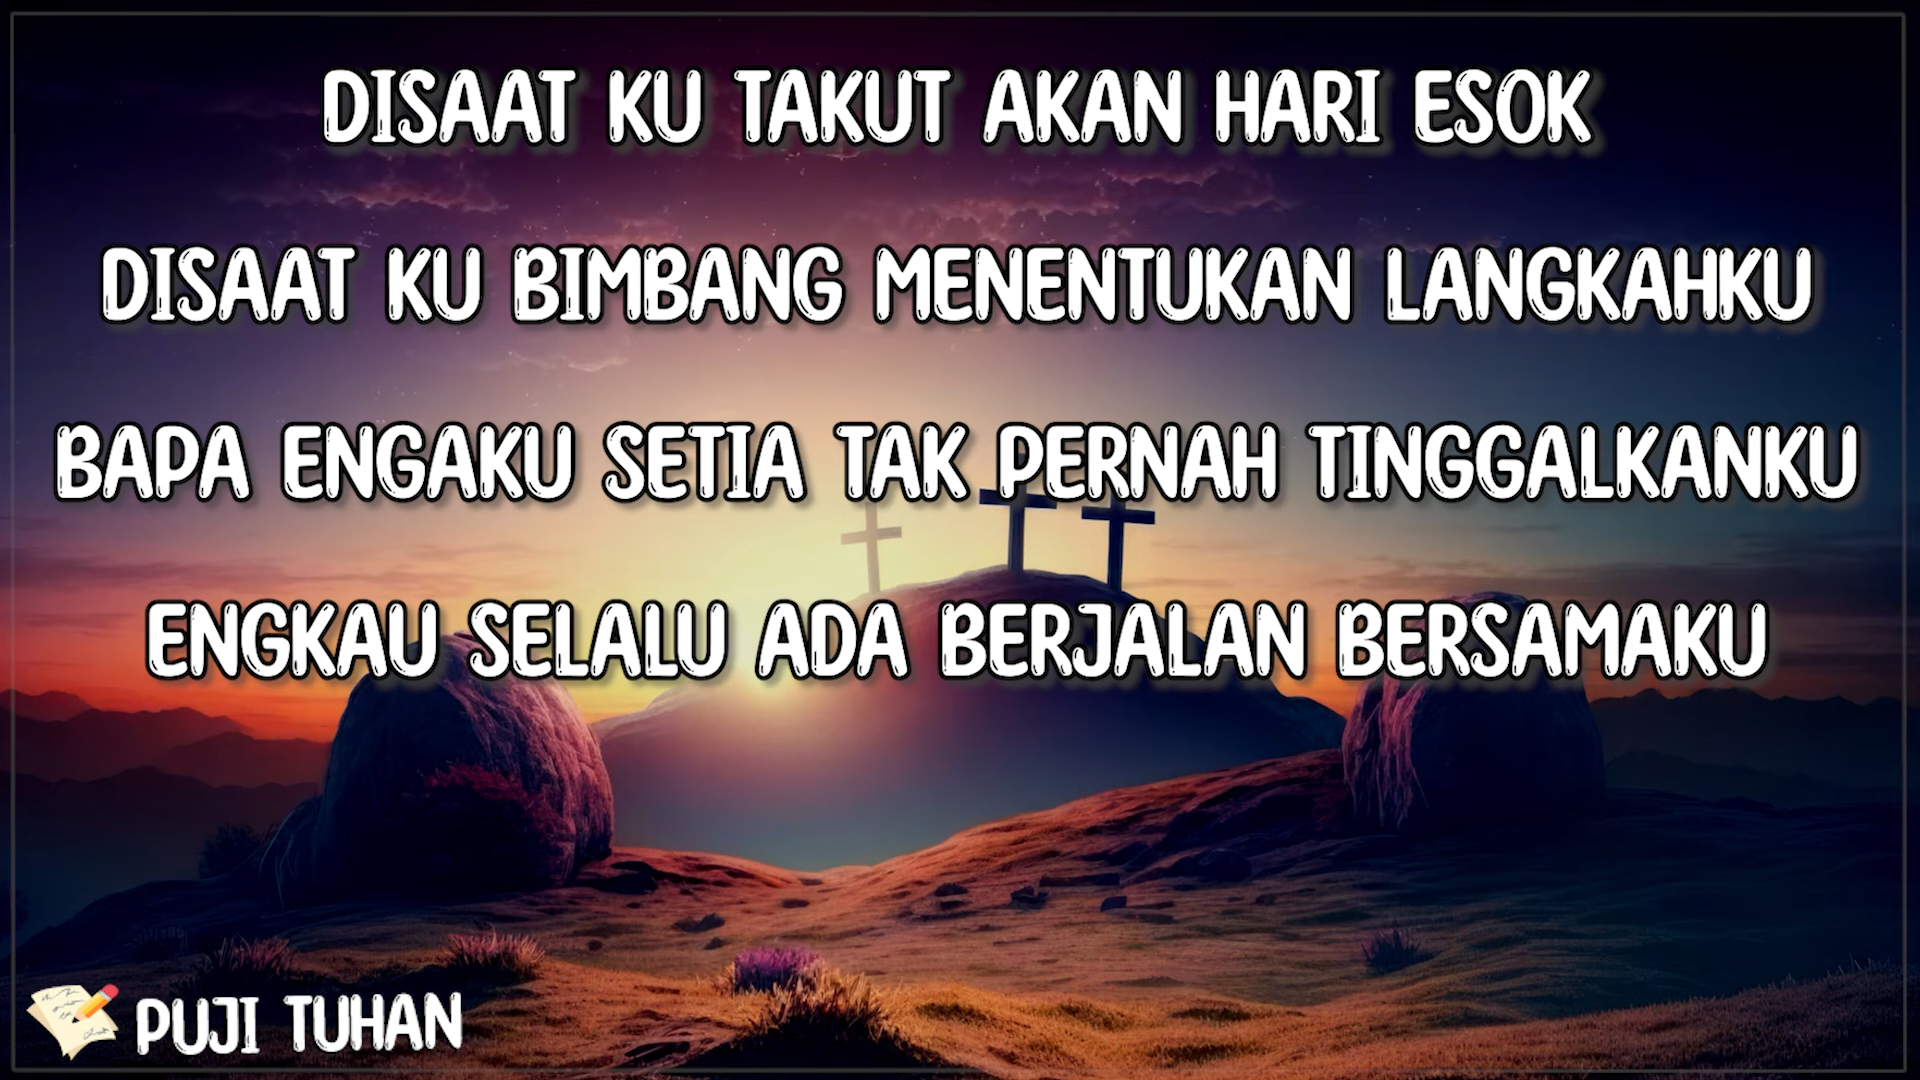 DISAAT KU TAKUT AKAN HARI ESOK
DISAAT KU BIMBANG MENENTUKAN LANGKAHKU
BAPA ENGAKU SETIA TAK PERNAH TINGGALKANKU
ENGKAU SELALU ADA BERJALAN BERSAMAKU
PUJI TUHAN